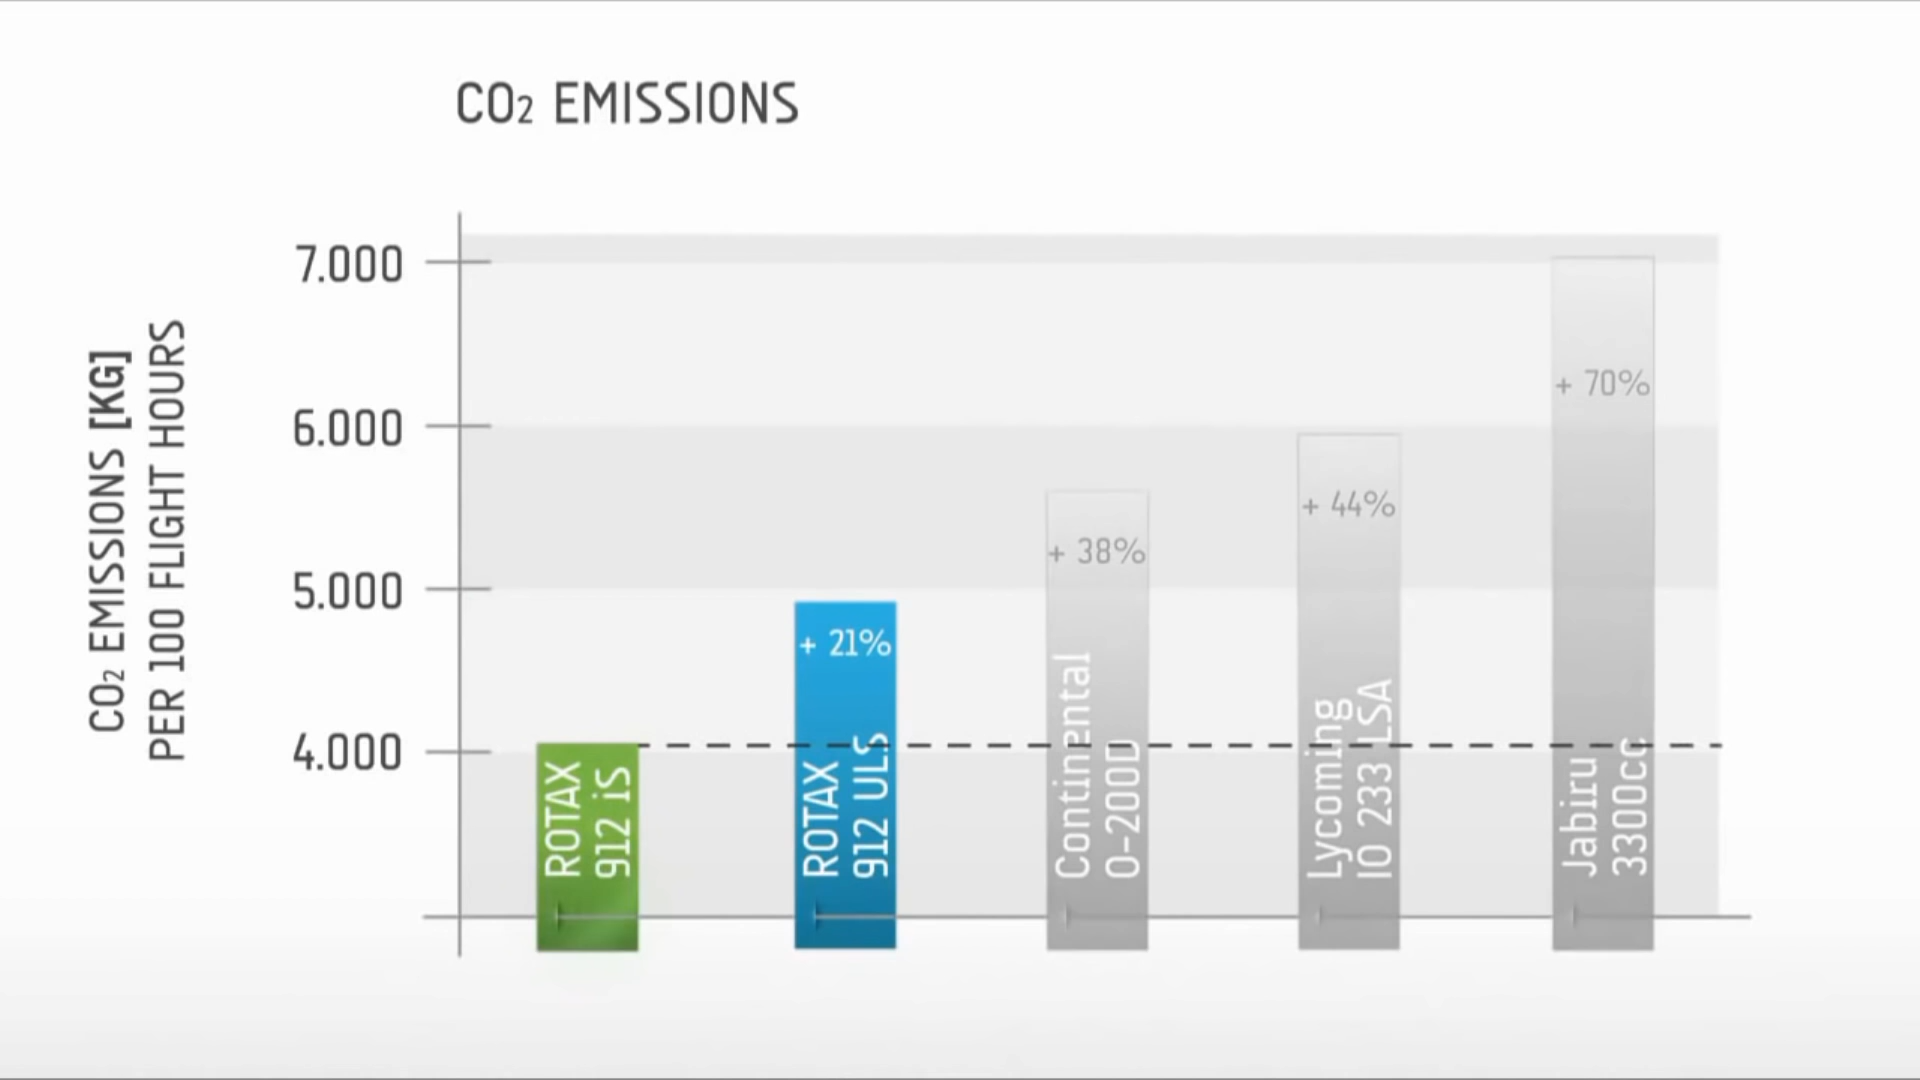 CO₂ EMISSIONS
CO₂ EMISSIONS [KG]
PER 100 FLIGHT HOURS
7.000
6.000
5.000
4.000
ROTAX
912 iS
+ 21%
ROTAX
912 ULS
+ 38%
Continental
O-200D
+ 44%
Lycoming
IO 233 LSA
+ 70%
Jabiru
3300cc